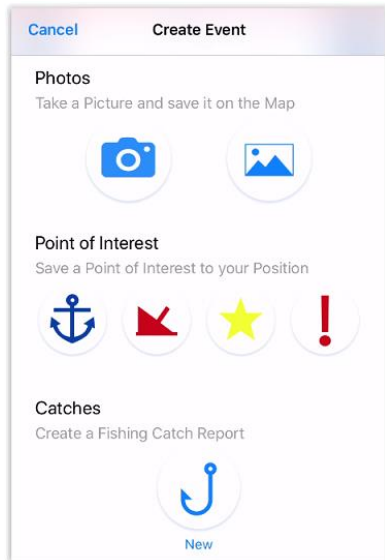 Cancel Create Event
Photos
Take a Picture and save it on the Map
Point of Interest
Save a Point of Interest to your Position
Catches
Create a Fishing Catch Report
New